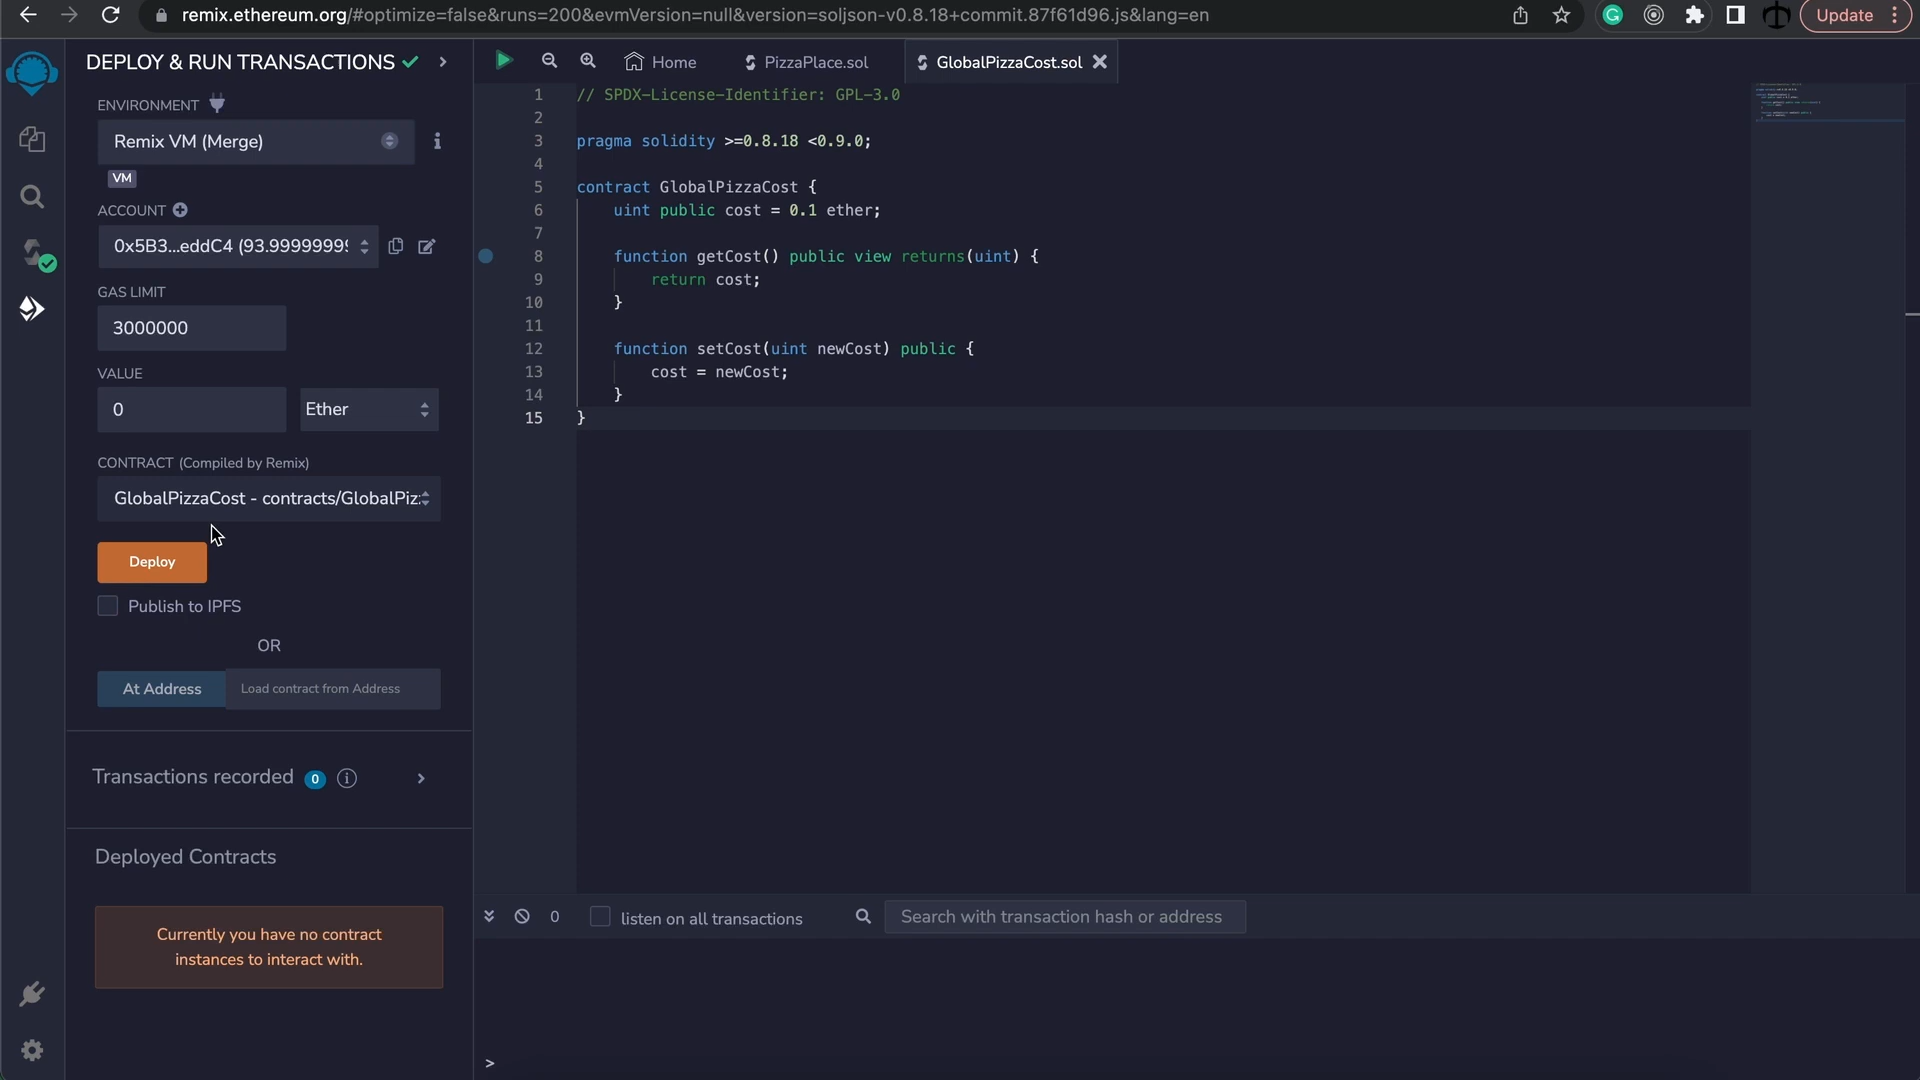 remix.ethereum.org/#optimize=false&runs=200&evmVersion=null&version=soljson-v0.8.18+commit.87f61d96.js&lang=en
Update
DEPLOY & RUN TRANSACTIONS
Home
PizzaPlace.sol
GlobalPizzaCost.sol
ENVIRONMENT
Remix VM (Merge)
VM
ACCOUNT
0x5B3...eddC4 (93.9999999
GAS LIMIT
3000000
VALUE
0
Ether
CONTRACT (Compiled by Remix)
GlobalPizzaCost - contracts/GlobalPiz
Deploy
Publish to IPFS
OR
At Address
Load contract from Address
Transactions recorded 0
Deployed Contracts
Currently you have no contract
instances to interact with.
1 // SPDX-License-Identifier: GPL-3.0
2
3 pragma solidity >=0.8.18 <0.9.0;
4
5 contract GlobalPizzaCost {
6 uint public cost = 0.1 ether;
7
8 function getCost() public view returns(uint) {
9 return cost;
10 }
11
12 function setCost(uint newCost) public {
13 cost = newCost;
14 }
15 }
0
listen on all transactions
Search with transaction hash or address
>